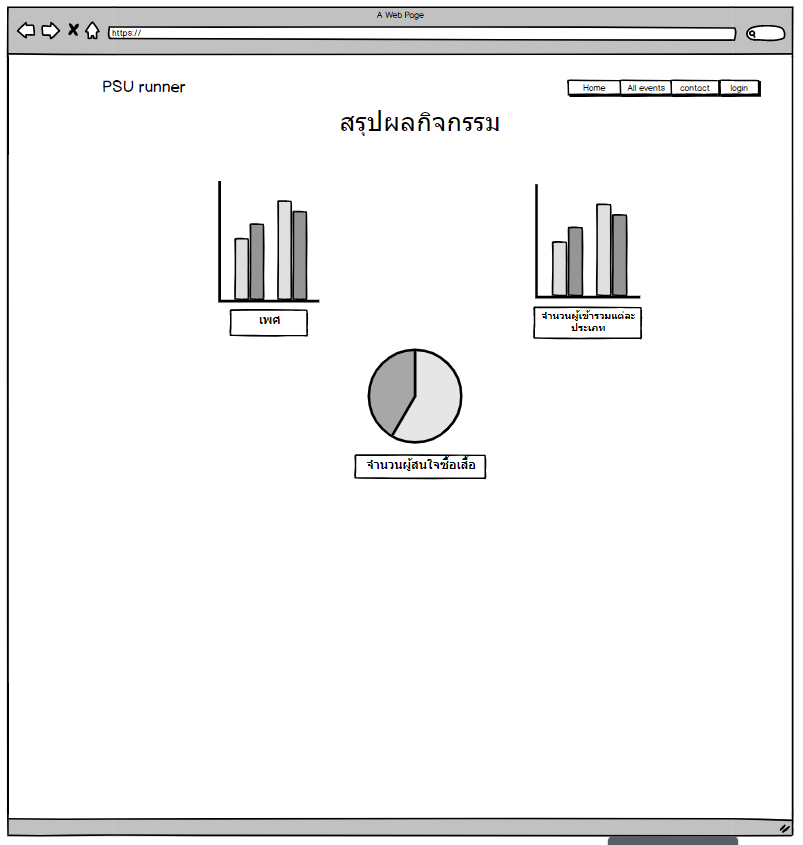 A Web Page
https://
PSU runner
Home All events contact login
สรุปผลกิจกรรม
เพศ
จำนวนผู้เข้ารวมแต่ละ
ประเภท
จำนวนผู้สนใจซื้อเสื้อ